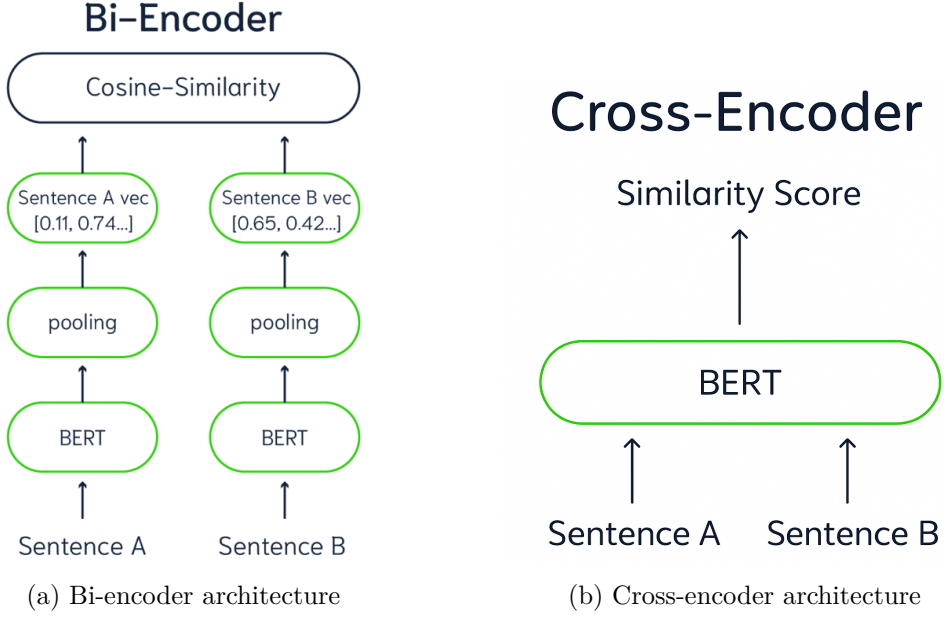 Bi-Encoder
Cosine-Similarity
Sentence A vec
[0.11, 0.74...]
Sentence B vec
[0.65, 0.42...]
pooling
pooling
BERT
BERT
Sentence A
Sentence B
(a) Bi-encoder architecture
Cross-Encoder
Similarity Score
BERT
Sentence A
Sentence B
(b) Cross-encoder architecture